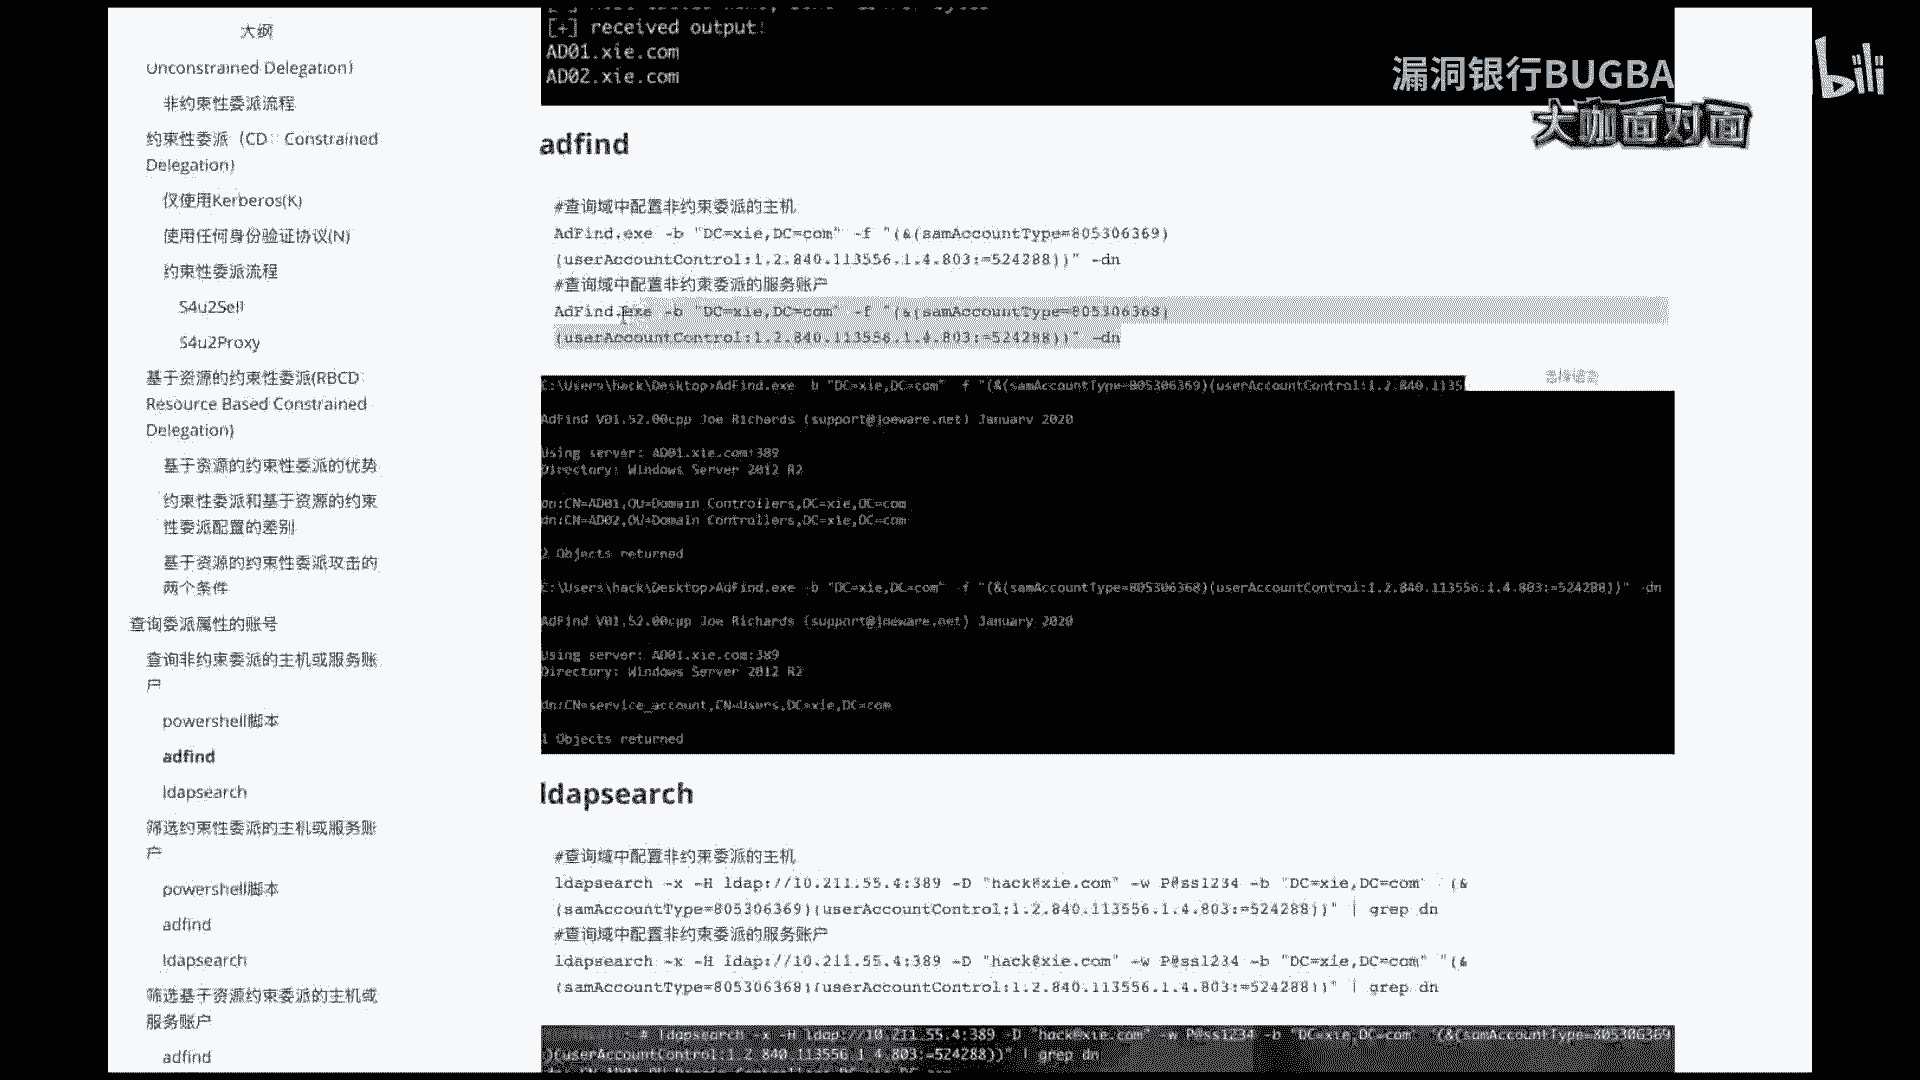 大纲
Unconstrained Delegation)
非约束性委派流程
约束性委派（CD：Constrained
Delegation)
仅使用Kerberos(K)
使用任何身份验证协议(N)
约束性委派流程
S4u2Self
S4u2Proxy
基于资源的约束性委派(RBCD
Resource Based Constrained
Delegation)
基于资源的约束性委派的优势
约束性委派和基于资源的约束
性委派配置的差别
基于资源的约束性委派攻击的
两个条件
查询委派属性的账号
查询非约束委派的主机或服务账
户
powershell脚本
adfind
ldapsearch
筛选约束性委派的主机或服务账
户
powershell脚本
adfind
ldapsearch
筛选基于资源约束委派的主机或
服务账户
adfind
[+] received output:
AD01.xie.com
AD02.xie.com
漏洞银行BUGBA
bili
大咖面对面
adfind
#查询域中配置非约束委派的主机
AdFind.exe -b "DC=xie,DC=com" -f "(&(samAccountType=805306369)
(userAccountControl:1.2.840.113556.1.4.803:=524288))" -dn
#查询域中配置非约束委派的服务账户
AdFind.exe -b "DC=xie,DC=com" -f "(&(samAccountType=805306368)
(userAccountControl:1.2.840.113556.1.4.803:=524288))" -dn
C:\Users\hack\Desktop>AdFind.exe -b "DC=xie,DC=com" -f "(&(samAccountType=805306369)(userAccountControl:1.2.840.1135
选择语言
AdFind V01.52.00cpp Joe Richards (support@joeware.net) January 2020
Using server: AD01.xie.com:389
Directory: Windows Server 2012 R2
dn:CN=AD01,OU=Domain Controllers,DC=xie,DC=com
dn:CN=AD02,OU=Domain Controllers,DC=xie,DC=com
2 Objects returned
C:\Users\hack\Desktop>AdFind.exe -b "DC=xie,DC=com" -f "(&(samAccountType=805306368)(userAccountControl:1.2.840.113556.1.4.803:=524288))" -dn
AdFind V01.52.00cpp Joe Richards (support@joeware.net) January 2020
Using server: AD01.xie.com:389
Directory: Windows Server 2012 R2
dn:CN=service_account,CN=Users,DC=xie,DC=com
1 Objects returned
ldapsearch
#查询域中配置非约束委派的主机
ldapsearch -x -H ldap://10.211.55.4:389 -D "hack@xie.com" -w P@ss1234 -b "DC=xie,DC=com" "(&
(samAccountType=805306369)(userAccountControl:1.2.840.113556.1.4.803:=524288))" | grep dn
#查询域中配置非约束委派的服务账户
ldapsearch -x -H ldap://10.211.55.4:389 -D "hack@xie.com" -w P@ss1234 -b "DC=xie,DC=com" "(&
(samAccountType=805306368)(userAccountControl:1.2.840.113556.1.4.803:=524288))" | grep dn
# ldapsearch -x -H ldap://10.211.55.4:389 -D "hack@xie.com" -w P@ss1234 -b "DC=xie,DC=com" "(&(samAccountType=805306369
)(userAccountControl:1.2.840.113556.1.4.803:=524288))" | grep dn